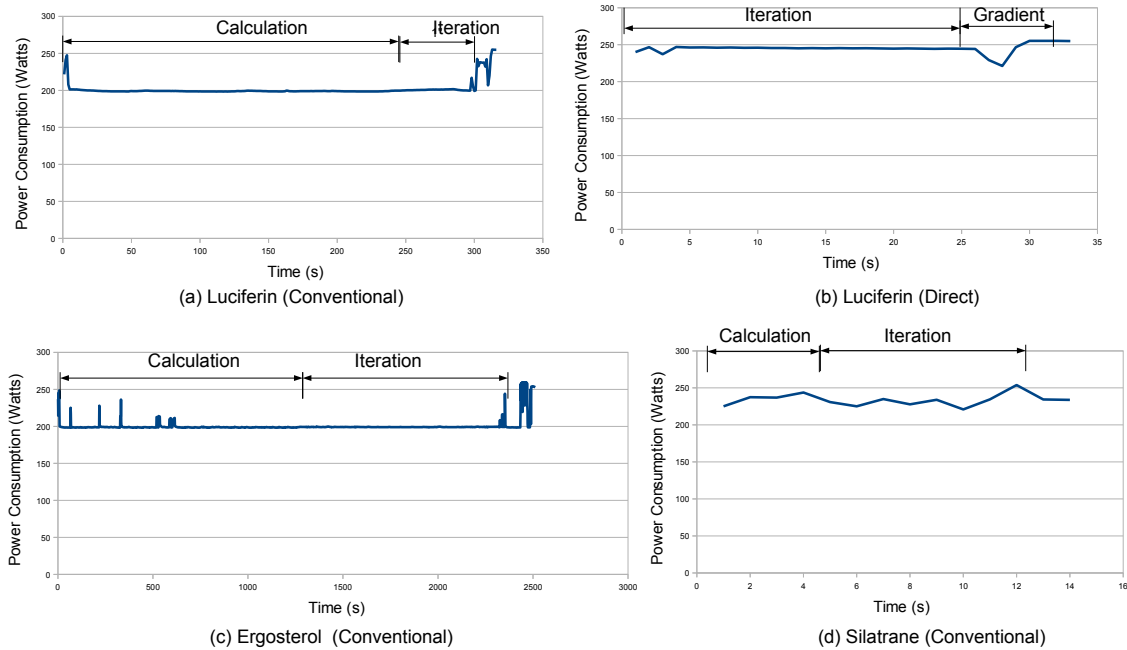 Calculation
Iteration
Power Consumption (Watts)
300
250
200
150
100
50
0
0 50 100 150 200 250 300 350
Time (s)
(a) Luciferin (Conventional)
Iteration
Gradient
Power Consumption (Watts)
300
250
200
150
100
50
0
0 5 10 15 20 25 30 35
Time (s)
(b) Luciferin (Direct)
Calculation
Iteration
Power Consumption (Watts)
300
250
200
150
100
50
0
0 500 1000 1500 2000 2500 3000
Time (s)
(c) Ergosterol (Conventional)
Calculation
Iteration
Power Consumption (Watts)
300
250
200
150
100
50
0
0 2 4 6 8 10 12 14 16
Time (s)
(d) Silatrane (Conventional)